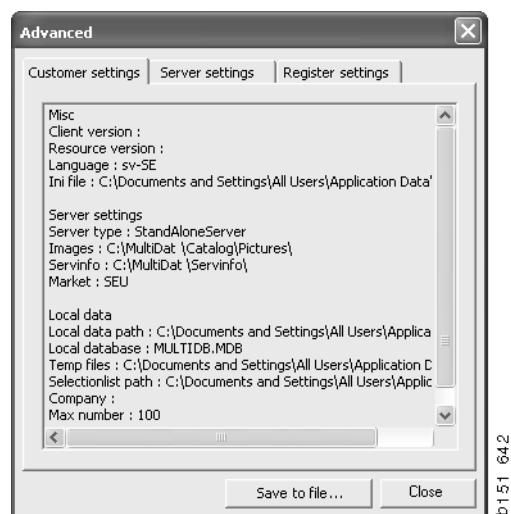 Advanced
Customer settings Server settings Register settings
Misc
Client version :
Resource version :
Language : sv-SE
Ini file : C:\Documents and Settings\All Users\Application Data'
Server settings
Server type : StandAloneServer
Images : C:\MultiDat \Catalog\Pictures\
Servinfo : C:\MultiDat \Servinfo\
Market : SEU
Local data
Local data path : C:\Documents and Settings\All Users\Applica
Local database : MULTIDB.MDB
Temp files : C:\Documents and Settings\All Users\Application D
Selectionlist path : C:\Documents and Settings\All Users\Applic
Company :
Max number : 100
Save to file... Close
b151 642